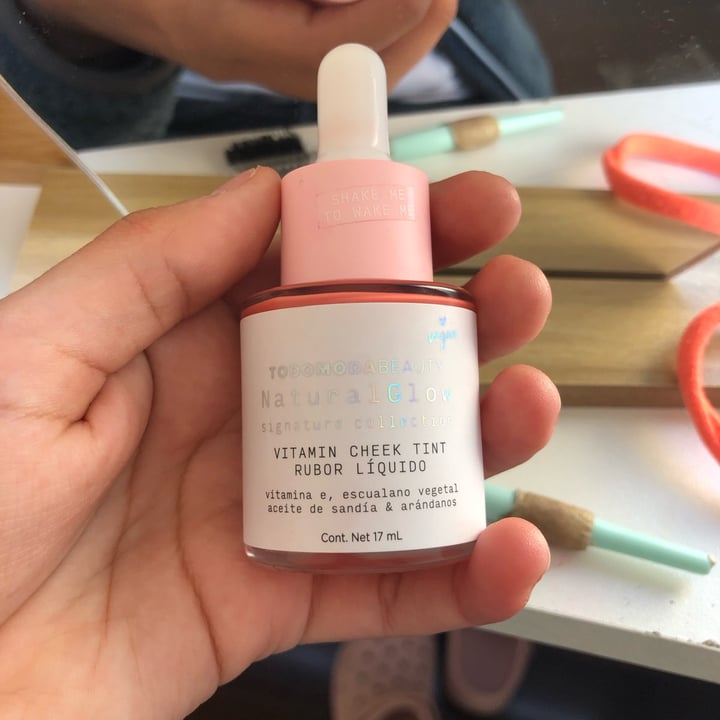 SHAKE ME
TO WAKE ME
vegan
TODOMODABEAUTY
NaturalGlow
signature collection
VITAMIN CHEEK TINT
RUBOR LÍQUIDO
vitamina e, escualano vegetal
aceite de sandía & arándanos
Cont. Net 17 mL